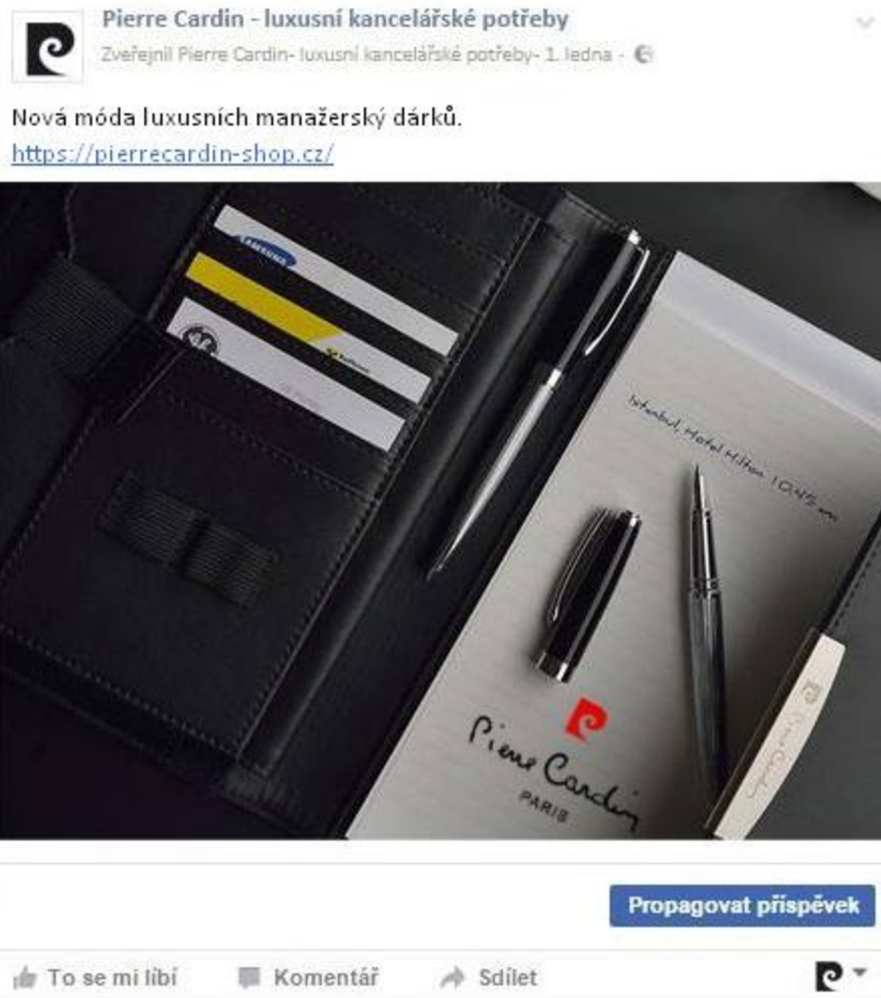 Pierre Cardin - luxusní kancelářské potřeby
Zveřejnil Pierre Cardin- luxusní kancelářské potřeby- 1. ledna ·
Nová móda luxusních manažerský dárků.
https://pierrecardin-shop.cz/
SAMSUNG
Istanbul, Hotel Hilton 10:45 am
Pierre Cardin
PARIS
Pierre Cardin
Propagovat příspěvek
To se mi líbí
Komentář
Sdílet